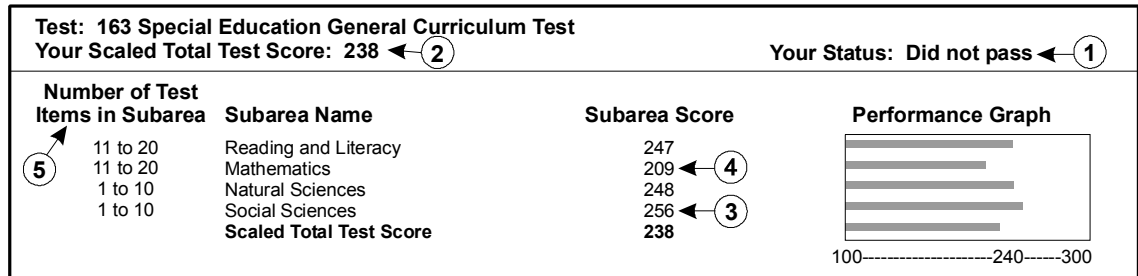 Test: 163 Special Education General Curriculum Test
Your Scaled Total Test Score: 238 2
Your Status: Did not pass 1
Number of Test
Items in Subarea Subarea Name Subarea Score Performance Graph
5
11 to 20 Reading and Literacy 247
11 to 20 Mathematics 209 4
1 to 10 Natural Sciences 248
1 to 10 Social Sciences 256 3
Scaled Total Test Score 238
100----------------------240------300